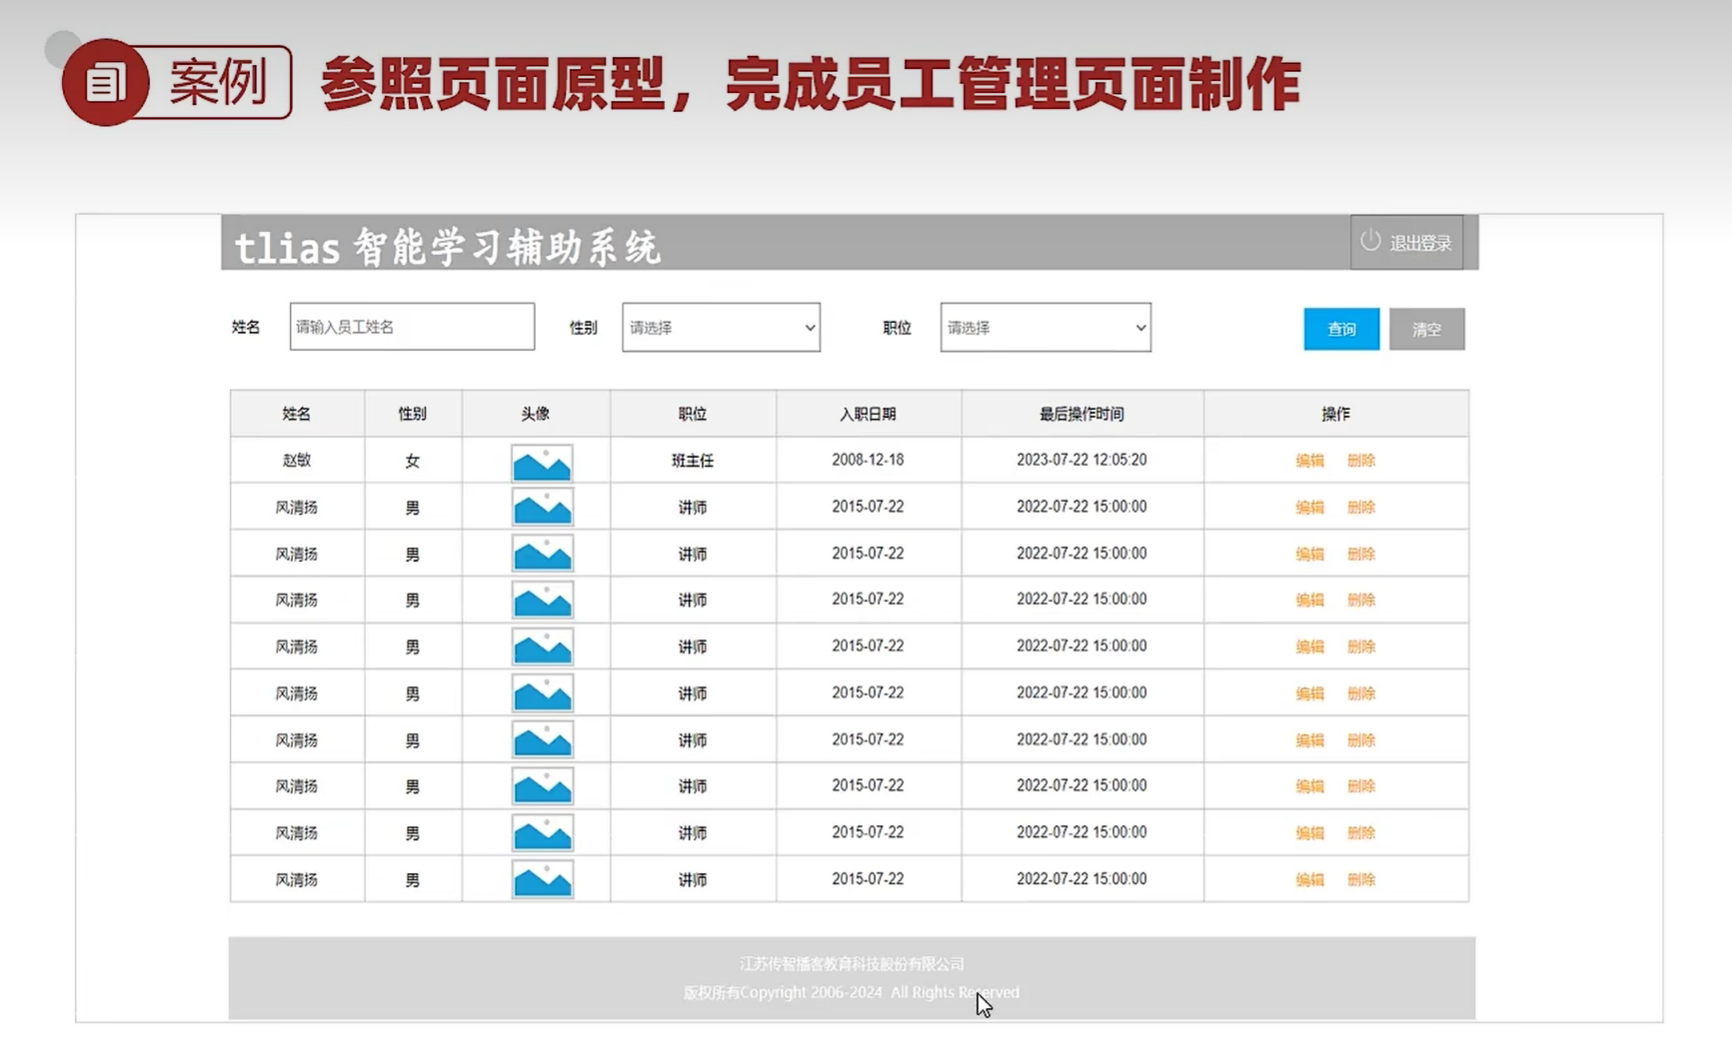 案例 参照页面原型，完成员工管理页面制作
tlias 智能学习辅助系统 退出登录
姓名 请输入员工姓名 性别 请选择 职位 请选择 查询 清空
姓名 性别 头像 职位 入职日期 最后操作时间 操作
赵敏 女 班主任 2008-12-18 2023-07-22 12:05:20 编辑 删除
风清扬 男 讲师 2015-07-22 2022-07-22 15:00:00 编辑 删除
风清扬 男 讲师 2015-07-22 2022-07-22 15:00:00 编辑 删除
风清扬 男 讲师 2015-07-22 2022-07-22 15:00:00 编辑 删除
风清扬 男 讲师 2015-07-22 2022-07-22 15:00:00 编辑 删除
风清扬 男 讲师 2015-07-22 2022-07-22 15:00:00 编辑 删除
风清扬 男 讲师 2015-07-22 2022-07-22 15:00:00 编辑 删除
风清扬 男 讲师 2015-07-22 2022-07-22 15:00:00 编辑 删除
风清扬 男 讲师 2015-07-22 2022-07-22 15:00:00 编辑 删除
风清扬 男 讲师 2015-07-22 2022-07-22 15:00:00 编辑 删除
江苏传智播客教育科技股份有限公司
版权所有Copyright 2006-2024 All Rights Reserved